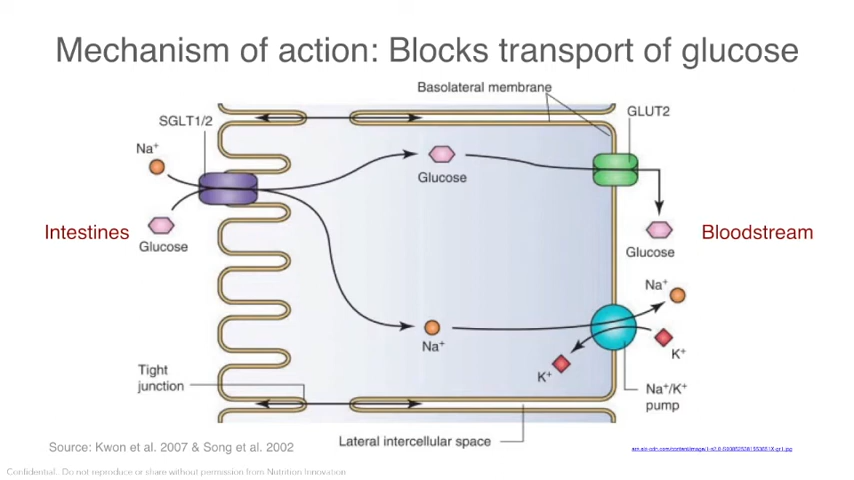 Mechanism of action: Blocks transport of glucose
Basolateral membrane
SGLT1/2
GLUT2
Na⁺
Glucose
Intestines
Glucose
Bloodstream
Glucose
Na⁺
Na⁺
K⁺
K⁺
Tight
junction
Na⁺/K⁺
pump
Lateral intercellular space
Source: Kwon et al. 2007 & Song et al. 2002
Confidential. Do not reproduce or share without permission from Nutrition Innovation